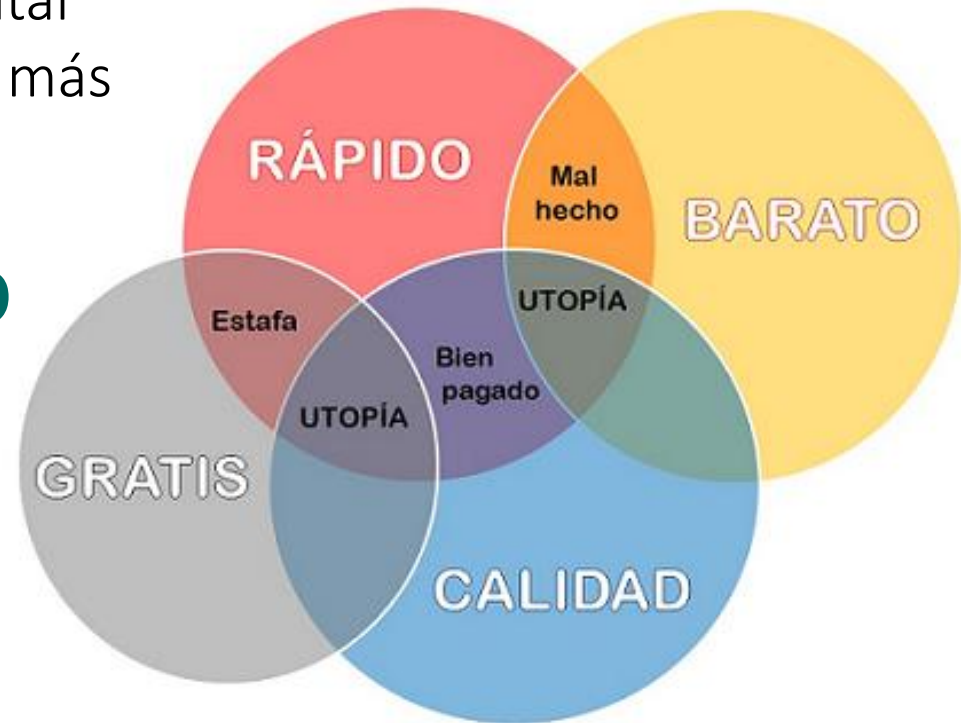 más
RÁPIDO
Mal
hecho
BARATO
Estafa
UTOPÍA
Bien
pagado
UTOPÍA
GRATIS
CALIDAD